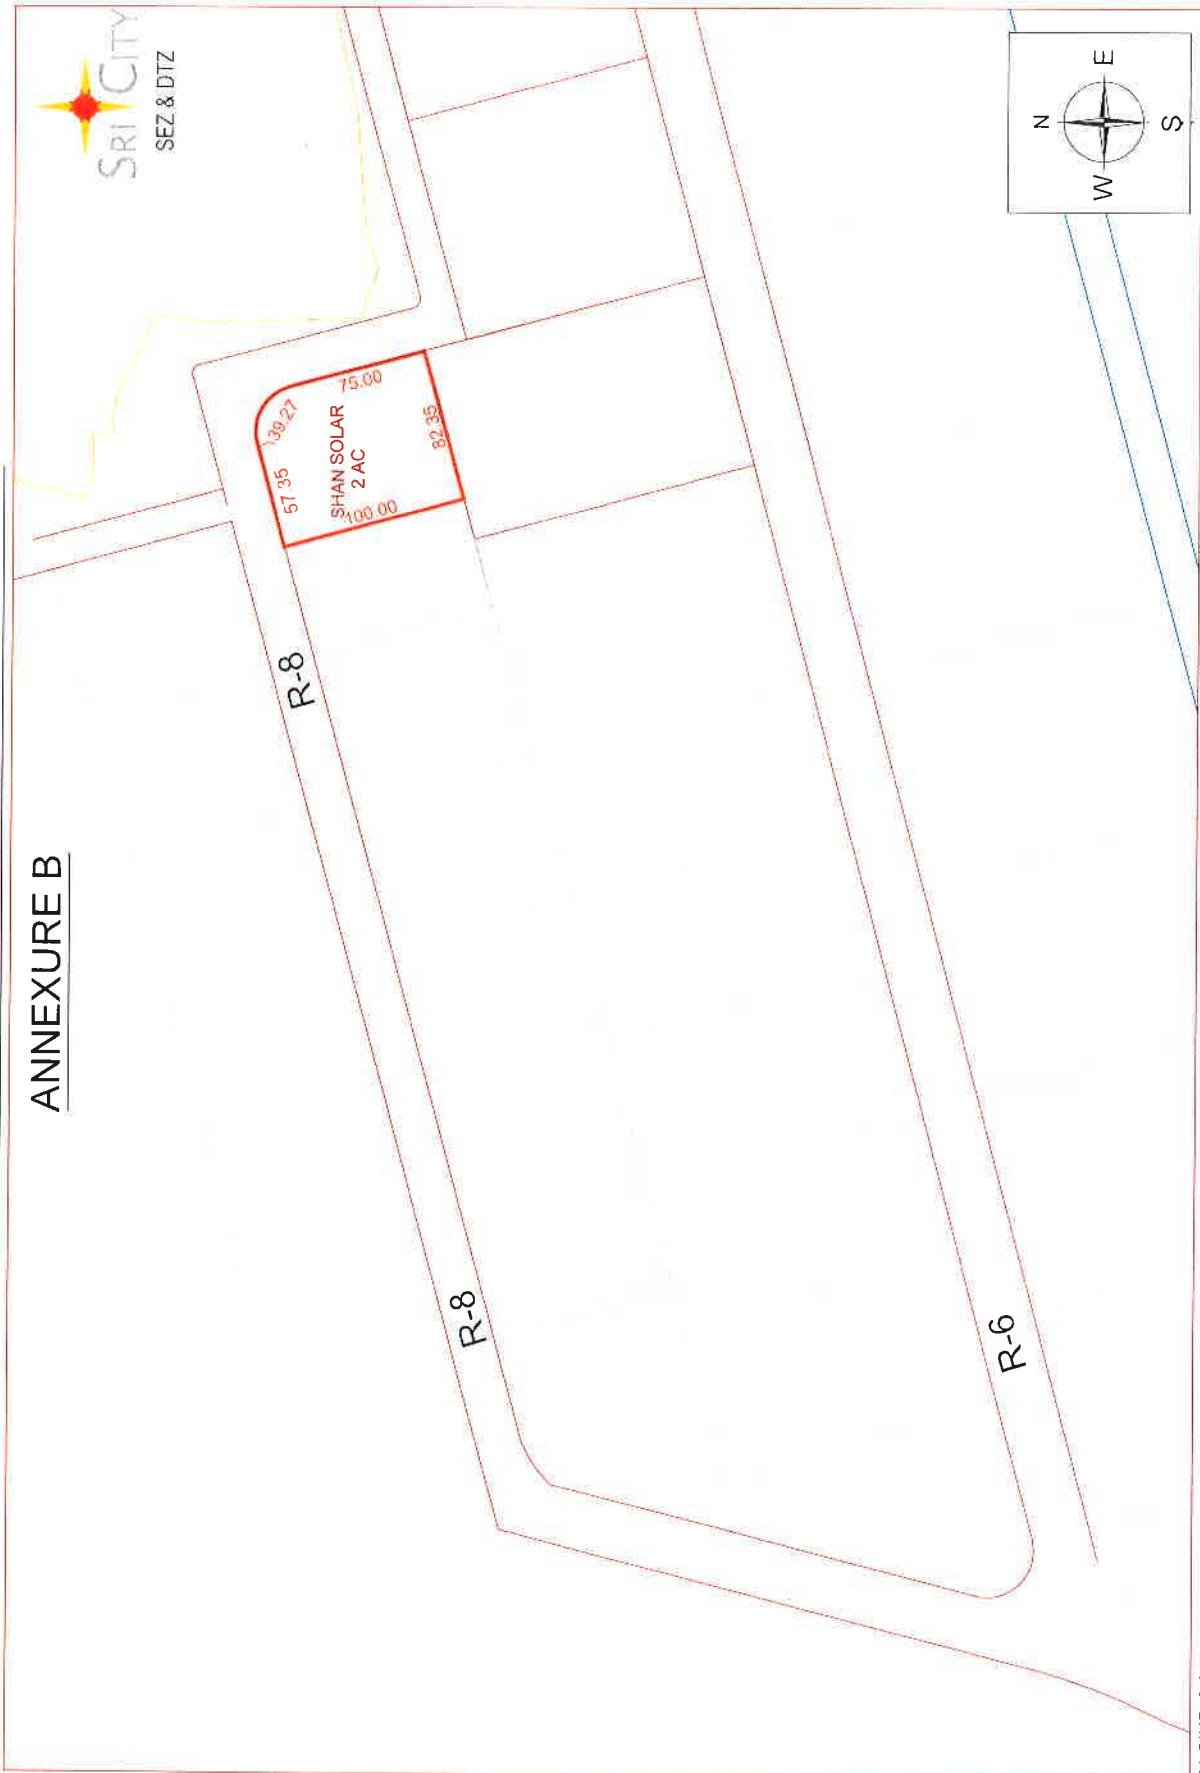 ANNEXURE B
SRI CITY
SEZ & DTZ
R-8
R-8
R-6
57.35
39.27
75.00
SHAN SOLAR
2 AC
100.00
82.35
N
W
E
S